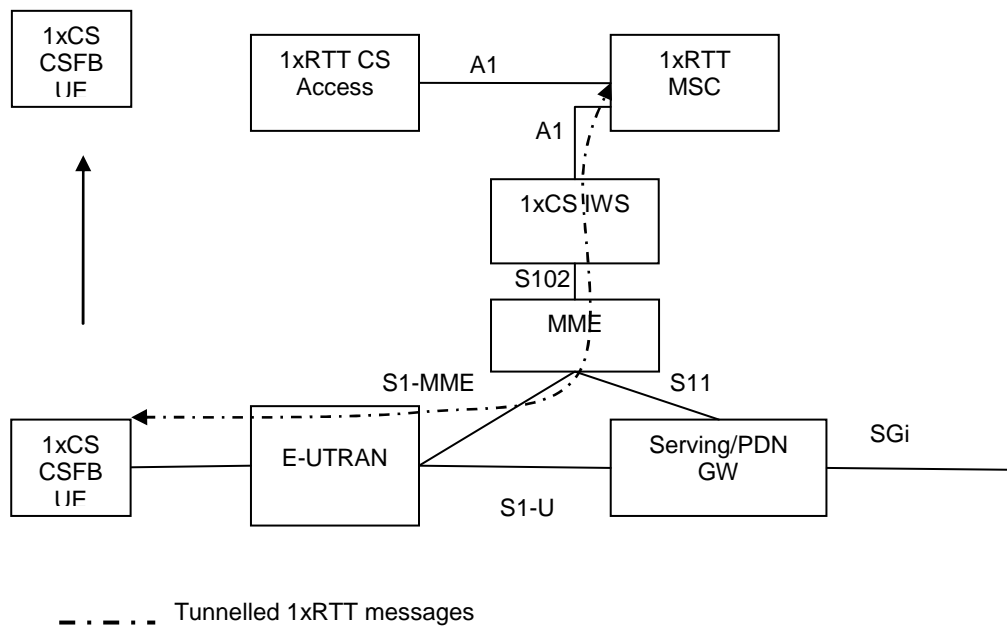 1xCS
CSFB
UE
1xRTT CS
Access
A1
1xRTT
MSC
A1
1xCS IWS
S102
MME
S1-MME
S11
1xCS
CSFB
UE
E-UTRAN
Serving/PDN
GW
SGi
S1-U
Tunnelled 1xRTT messages